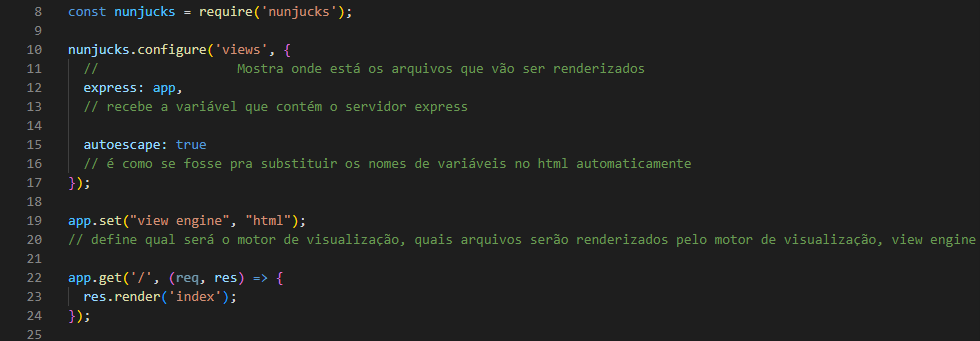 8 const nunjucks = require('nunjucks');
9
10 nunjucks.configure('views', {
11 // Mostra onde está os arquivos que vão ser renderizados
12 express: app,
13 // recebe a variável que contém o servidor express
14
15 autoescape: true
16 // é como se fosse pra substituir os nomes de variáveis no html automaticamente
17 });
18
19 app.set("view engine", "html");
20 // define qual será o motor de visualização, quais arquivos serão renderizados pelo motor de visualização, view engine
21
22 app.get('/', (req, res) => {
23 res.render('index');
24 });
25